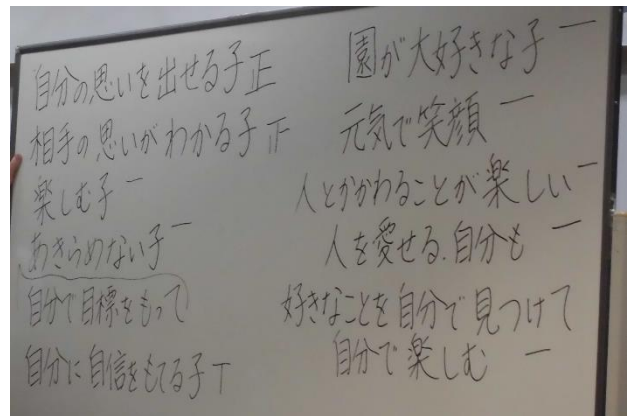 自分の思いを出せる子 正
相手の思いがわかる子 正
楽しむ子 一
あきらめない子 一
自分で目標をもって
自分に自信をもてる子 T
園が大好きな子 一
元気で笑顔 一
人とかかわることが楽しい 一
人を愛せる.自分も 一
好きなことを自分で見つけて
自分で楽しむ 一